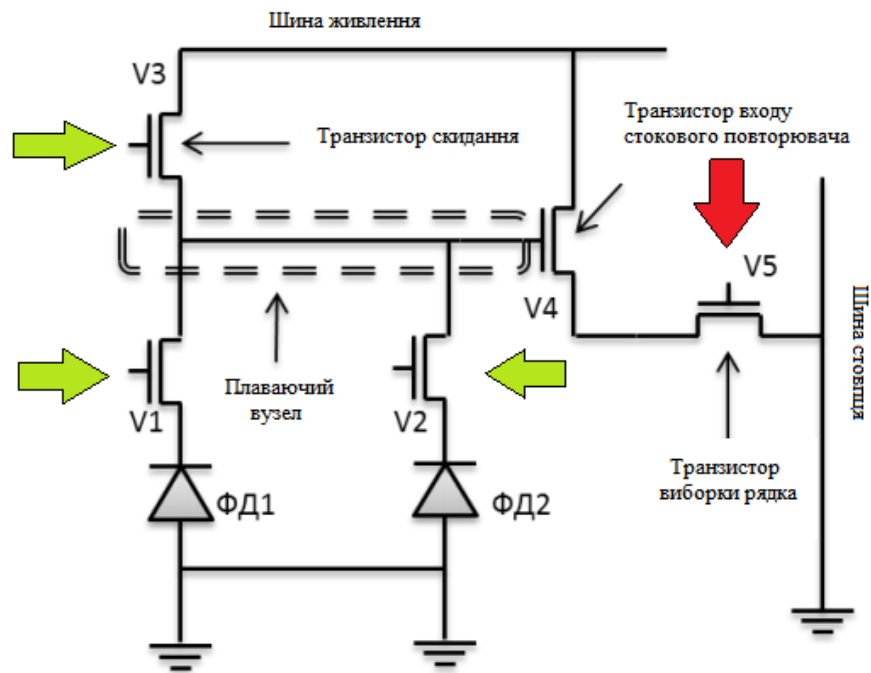 Шина живлення
V3
Транзистор скидання
Транзистор входу
стокового повторювача
V5
V4
Шина стовпця
Плаваючий
вузел
V1
V2
Транзистор
виборки рядка
ФД1
ФД2